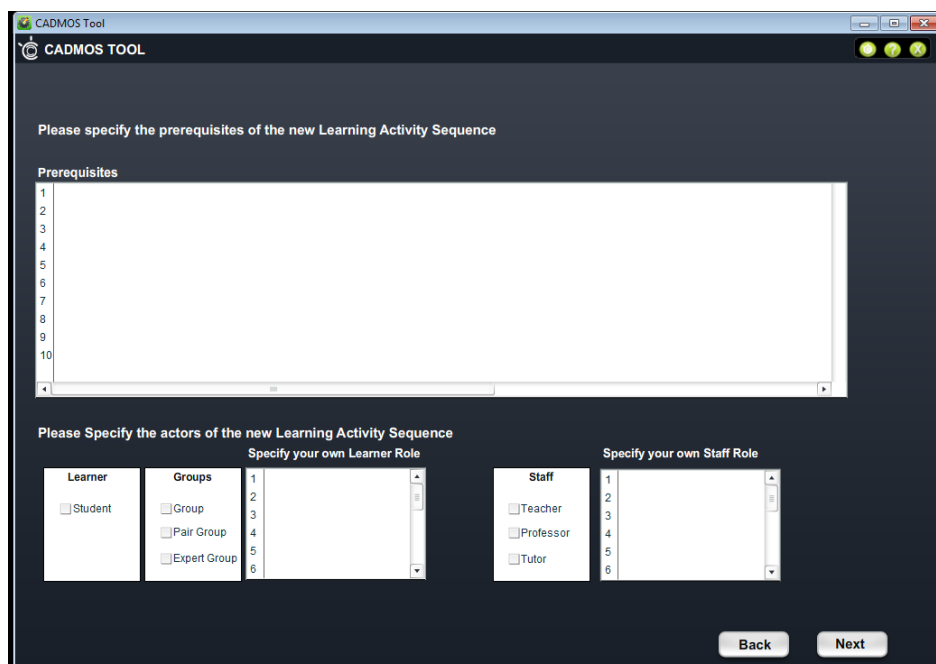 CADMOS Tool
CADMOS TOOL
Please specify the prerequisites of the new Learning Activity Sequence
Prerequisites
1
2
3
4
5
6
7
8
9
10
Please Specify the actors of the new Learning Activity Sequence
Specify your own Learner Role
Specify your own Staff Role
Learner
Student
Groups
Group
Pair Group
Expert Group
1
2
3
4
5
6
Staff
Teacher
Professor
Tutor
1
2
3
4
5
6
Back
Next